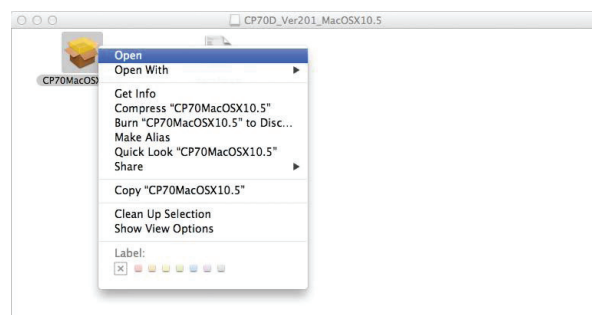 CP70D_Ver201_MacOSX10.5
CP70MacOSX
Open
Open With
Get Info
Compress “CP70MacOSX10.5”
Burn “CP70MacOSX10.5” to Disc...
Make Alias
Quick Look “CP70MacOSX10.5”
Share
Copy “CP70MacOSX10.5”
Clean Up Selection
Show View Options
Label: